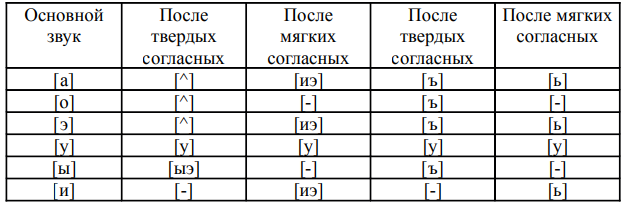 Основной звук | После твердых согласных | После мягких согласных | После твердых согласных | После мягких согласных
[а] | [^] | [иэ] | [ъ] | [ь]
[о] | [^] | [-] | [ъ] | [-]
[э] | [^] | [иэ] | [ъ] | [ь]
[у] | [у] | [у] | [у] | [у]
[ы] | [ыэ] | [-] | [ъ] | [-]
[и] | [-] | [иэ] | [-] | [ь]